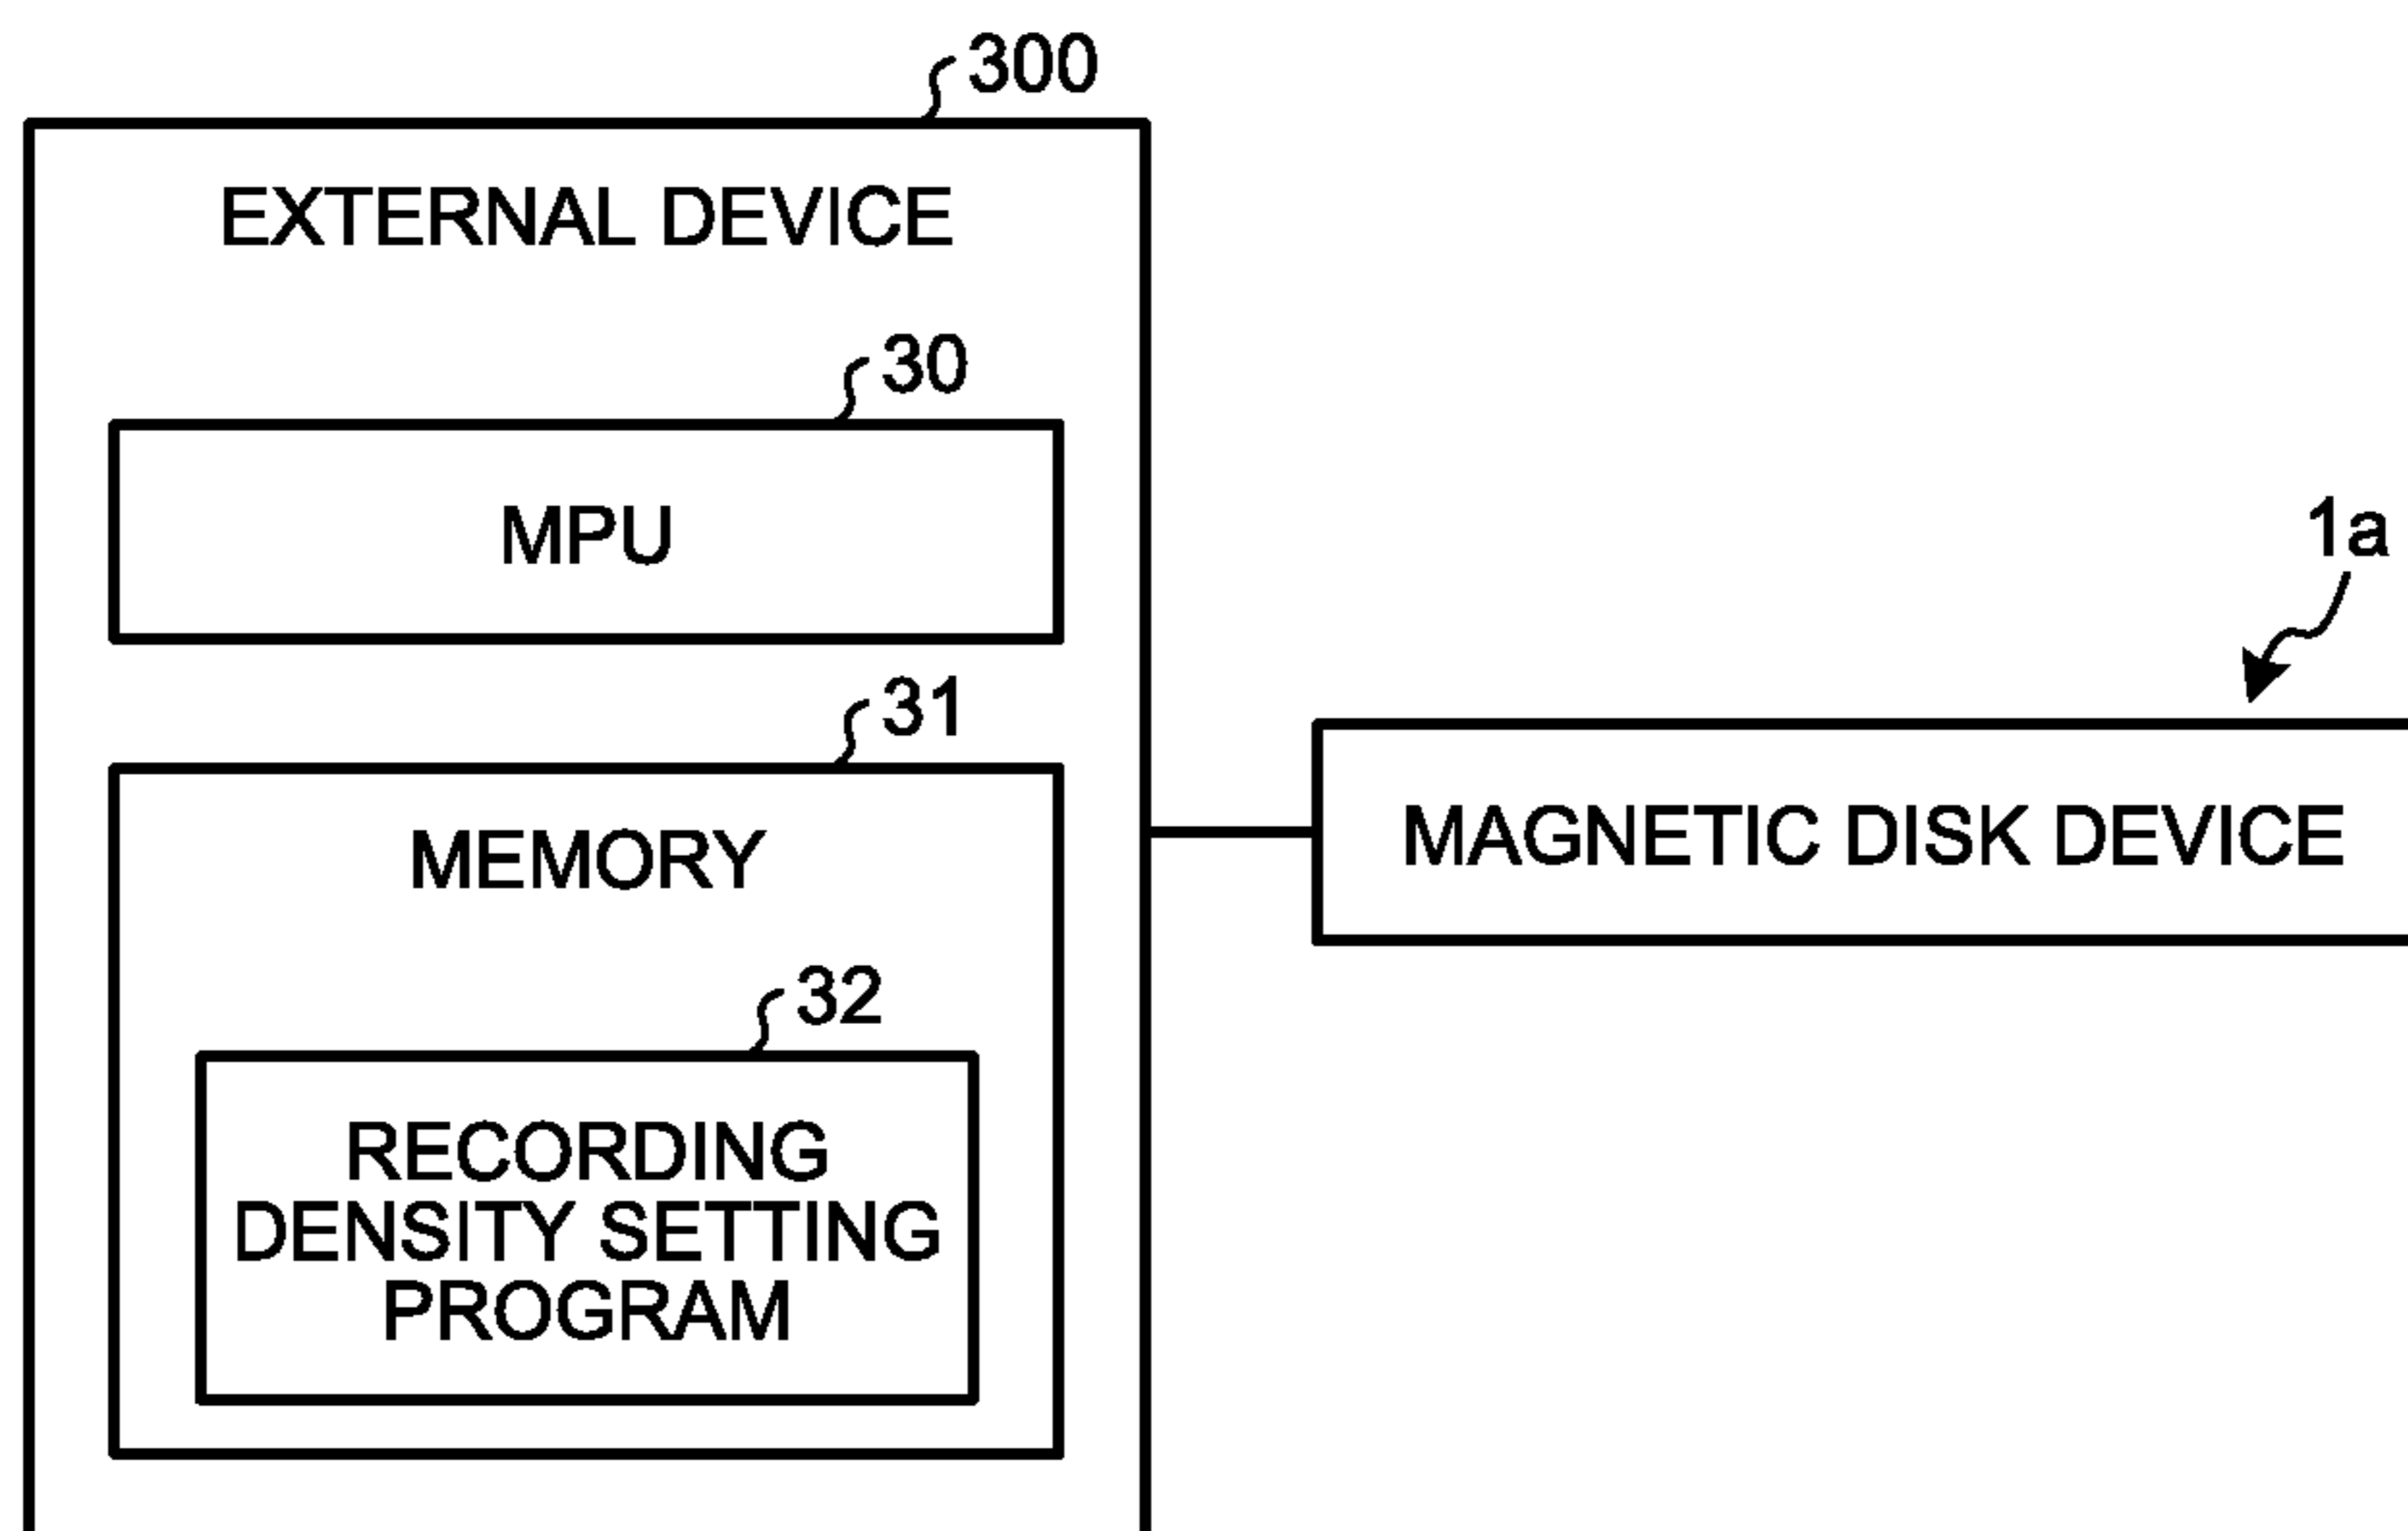 300
EXTERNAL DEVICE
30
MPU
1a
31
MEMORY
MAGNETIC DISK DEVICE
32
RECORDING
DENSITY SETTING
PROGRAM